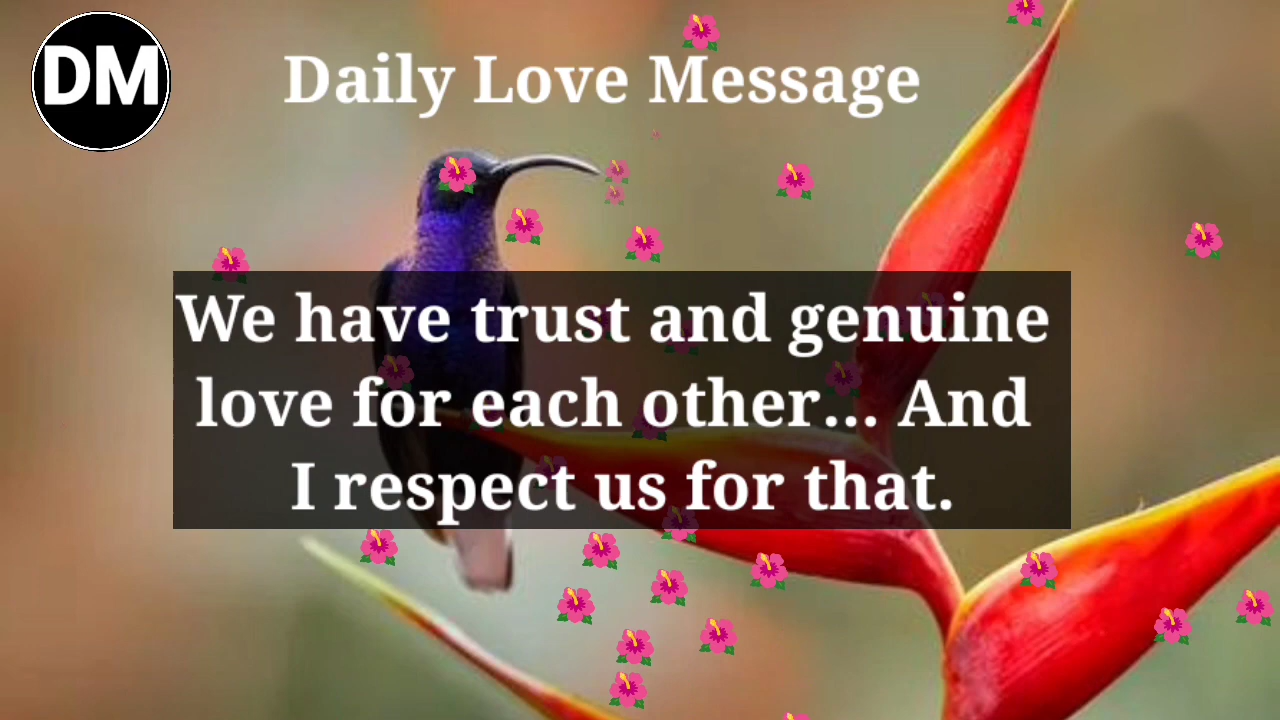 DM
Daily Love Message
We have trust and genuine
love for each other... And
I respect us for that.